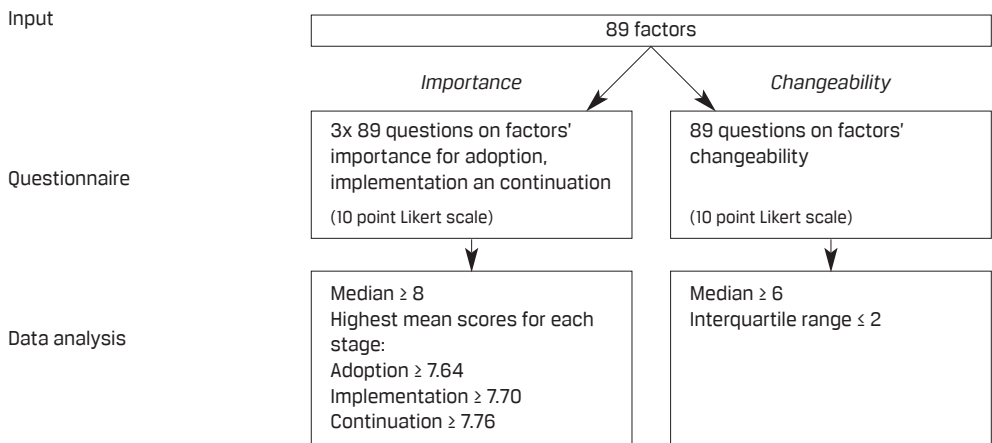 Input
89 factors
Importance
Changeability
Questionnaire
3x 89 questions on factors'
importance for adoption,
implementation an continuation
(10 point Likert scale)
89 questions on factors'
changeability
(10 point Likert scale)
Data analysis
Median ≥ 8
Highest mean scores for each
stage:
Adoption ≥ 7.64
Implementation ≥ 7.70
Continuation ≥ 7.76
Median ≥ 6
Interquartile range ≤ 2